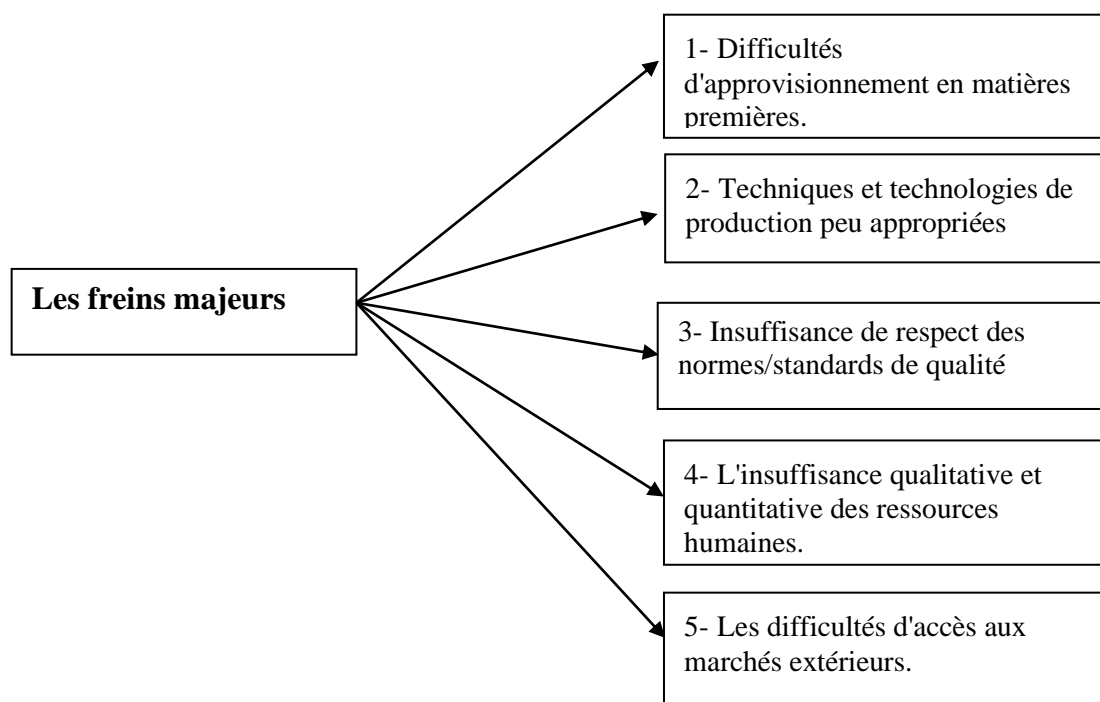 Les freins majeurs
1- Difficultés
d'approvisionnement en matières
premières.
2- Techniques et technologies de
production peu appropriées
3- Insuffisance de respect des
normes/standards de qualité
4- L'insuffisance qualitative et
quantitative des ressources
humaines.
5- Les difficultés d'accès aux
marchés extérieurs.